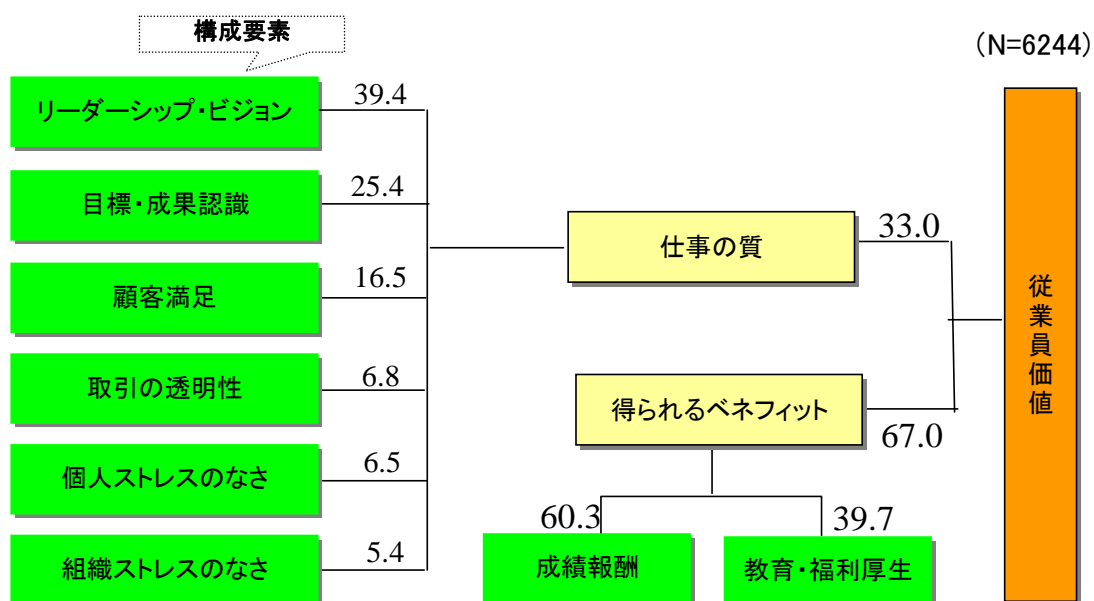 構成要素
(N=6244)
リーダーシップ・ビジョン
39.4
目標・成果認識
25.4
顧客満足
16.5
取引の透明性
6.8
個人ストレスのなさ
6.5
組織ストレスのなさ
5.4
仕事の質
33.0
得られるベネフィット
67.0
60.3
39.7
成績報酬
教育・福利厚生
従業員価値